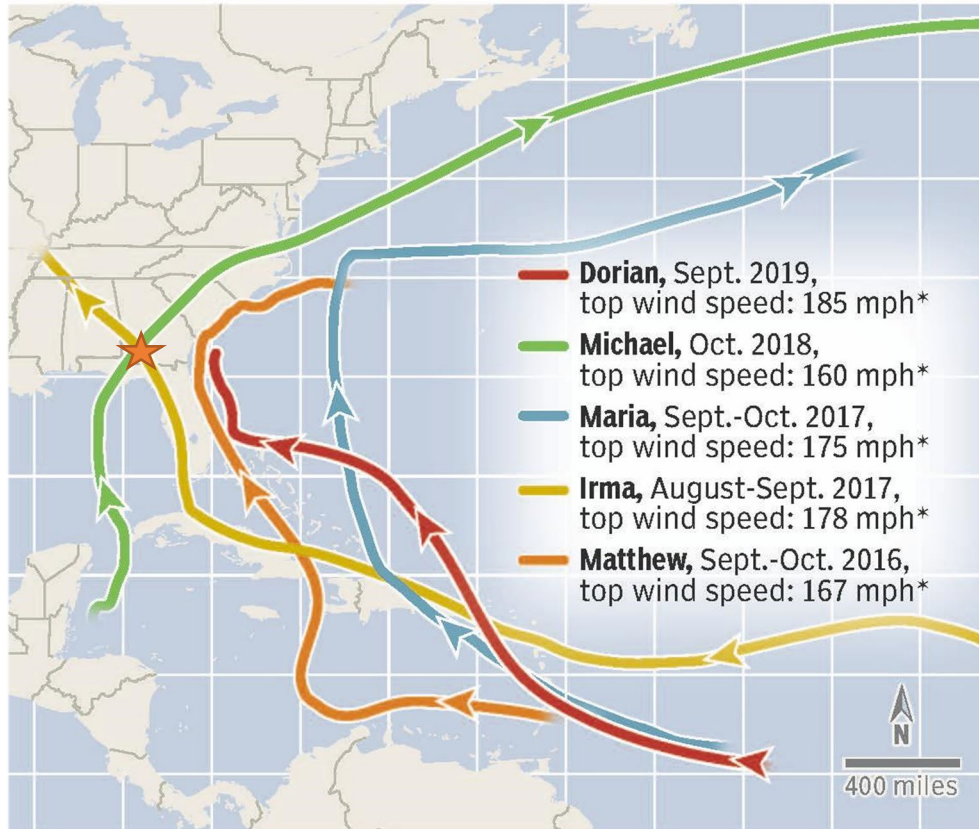 Dorian, Sept. 2019,
top wind speed: 185 mph*
Michael, Oct. 2018,
top wind speed: 160 mph*
Maria, Sept.-Oct. 2017,
top wind speed: 175 mph*
Irma, August-Sept. 2017,
top wind speed: 178 mph*
Matthew, Sept.-Oct. 2016,
top wind speed: 167 mph*
N
400 miles